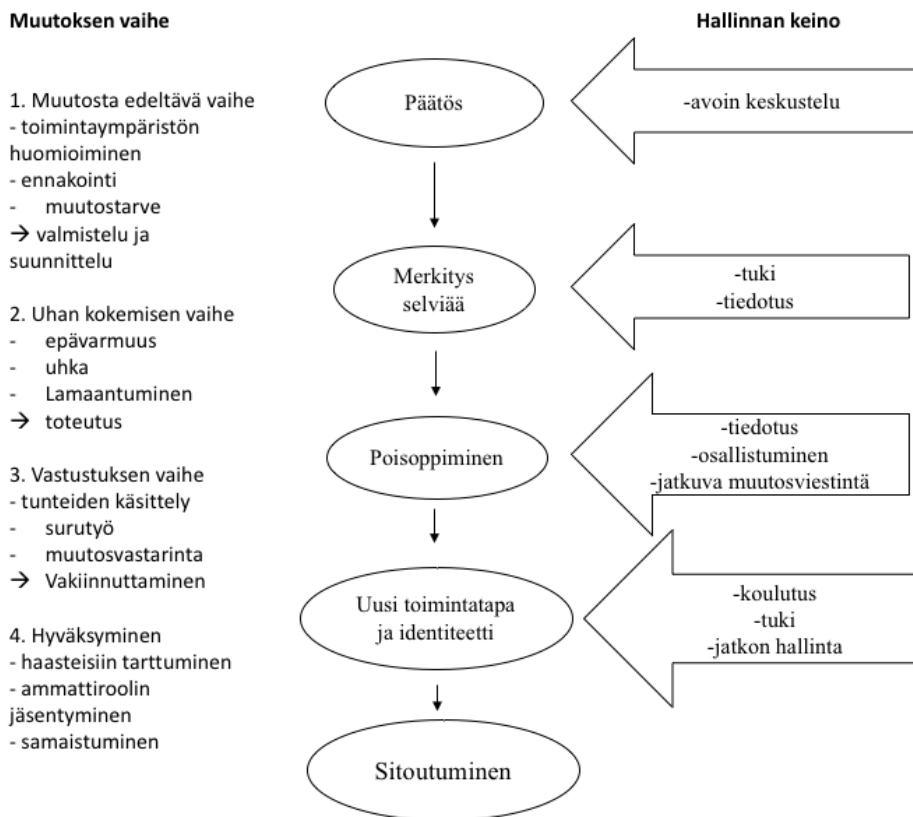 Muutoksen vaihe
Hallinnan keino
1. Muutosta edeltävä vaihe
- toimintaympäristön
huomioiminen
- ennakointi
- muutostarve
→ valmistelu ja
suunnittelu
Päätös
-avoin keskustelu
2. Uhan kokemisen vaihe
- epävarmuus
- uhka
- Lamaantuminen
→ toteutus
Merkitys
selviää
-tuki
-tiedotus
3. Vastustuksen vaihe
- tunteiden käsittely
- surutyö
- muutosvastarinta
→ Vakiinnuttaminen
Poisoppiminen
-tiedotus
-osallistuminen
-jatkuva muutosviestintä
4. Hyväksyminen
- haasteisiin tarttuminen
- ammattiroolin
jäsentyminen
- samaistuminen
Uusi toimintatapa
ja identiteetti
-koulutus
-tuki
-jatkon hallinta
Sitoutuminen